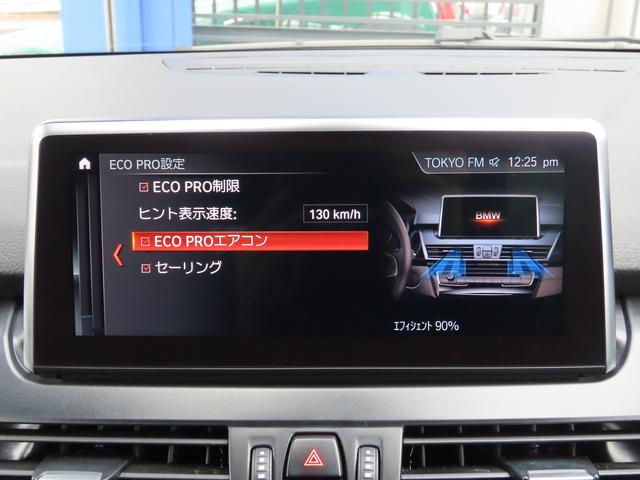 ECO PRO設定
TOKYO FM 12:25 pm
ECO PRO制限
ヒント表示速度: 130 km/h
ECO PROエアコン
セーリング
BMW
ｴﾌｨｼｪﾝﾄ 90%